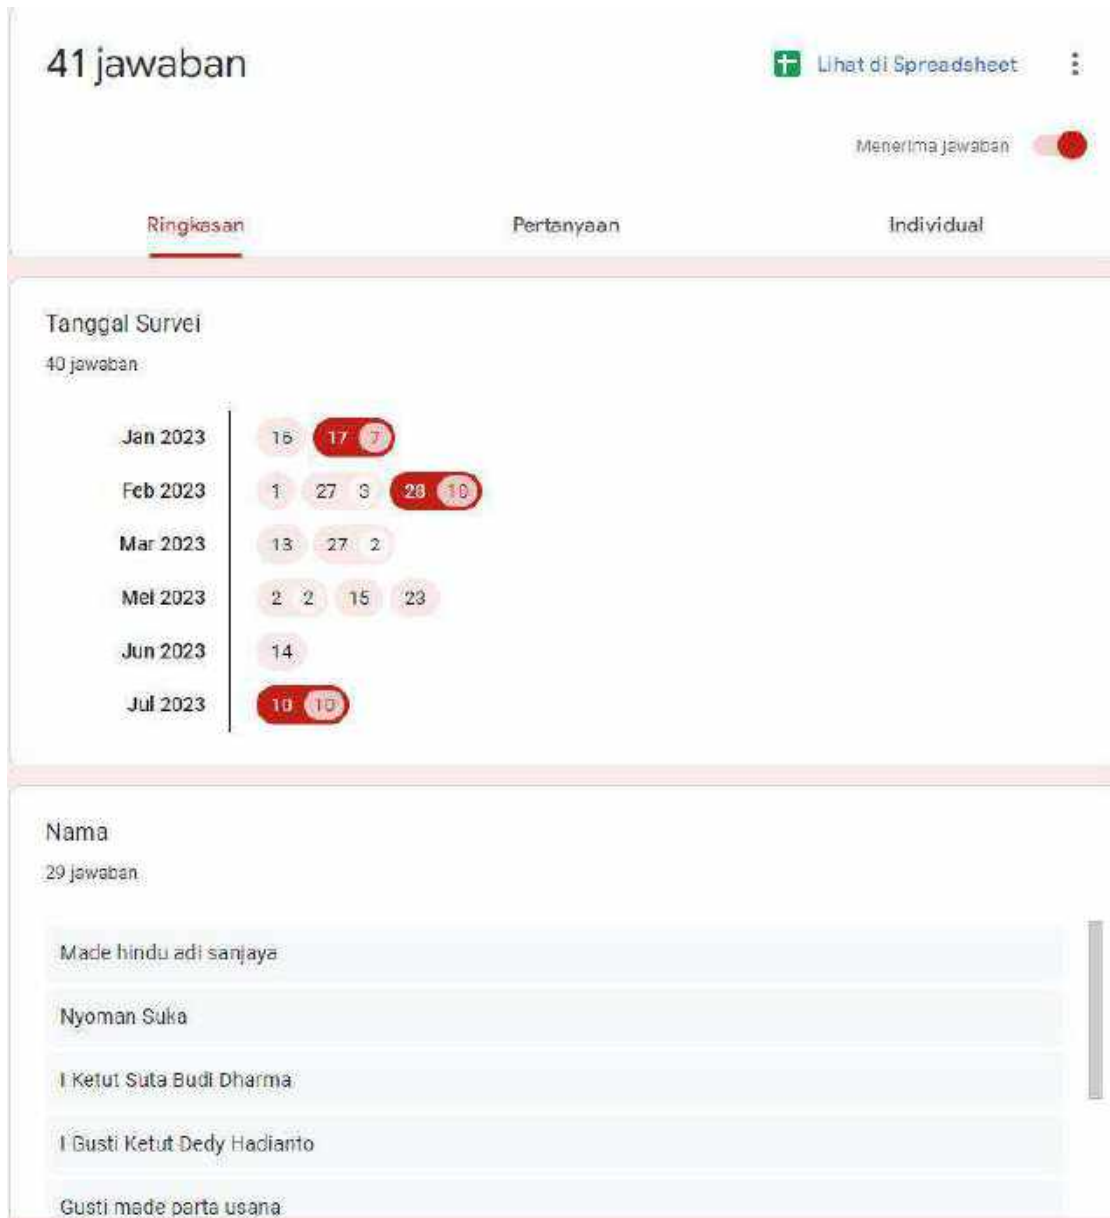 41 jawaban
Lihat di Spreadsheet
Menerima jawaban
Ringkasan Pertanyaan Individual
Tanggal Survei
40 jawaban
Jan 2023 16 17 7
Feb 2023 1 27 3 28 10
Mar 2023 13 27 2
Mei 2023 2 2 15 23
Jun 2023 14
Jul 2023 10 10
Nama
29 jawaban
Made hindu adi sanjaya
Nyoman Suka
I Ketut Suta Budi Dharma
I Gusti Ketut Dedy Hadianto
Gusti made parta usana